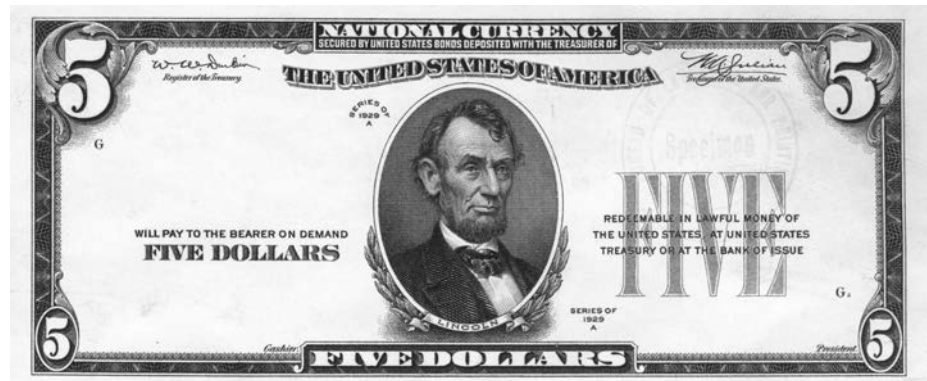 NATIONAL CURRENCY
SECURED BY UNITED STATES BONDS DEPOSITED WITH THE TREASURER OF
THE UNITED STATES OF AMERICA
5
5
Register of the Treasury.
Treasurer of the United States.
SERIES OF
1929
A
G
Specimen
WILL PAY TO THE BEARER ON DEMAND
FIVE DOLLARS
FIVE
REDEEMABLE IN LAWFUL MONEY OF
THE UNITED STATES, AT UNITED STATES
TREASURY OR AT THE BANK OF ISSUE
G
SERIES OF
1929
A
LINCOLN
5
Cashier
FIVE DOLLARS
President
5